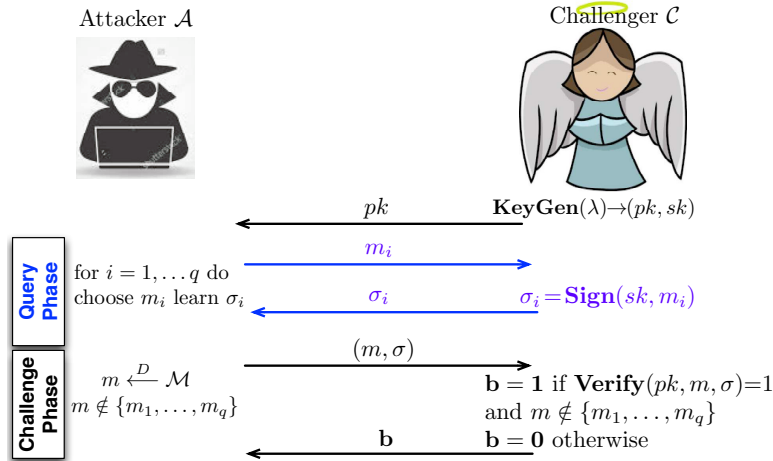 Attacker 𝒜
Challenger 𝒞
pk
KeyGen(λ)→(pk, sk)
Query Phase
for i = 1, … q do
choose m_i learn σ_i
m_i
σ_i
σ_i = Sign(sk, m_i)
Challenge Phase
m ←^D ℳ
m ∉ {m_1, …, m_q}
(m, σ)
b = 1 if Verify(pk, m, σ)=1
and m ∉ {m_1, …, m_q}
b = 0 otherwise
b